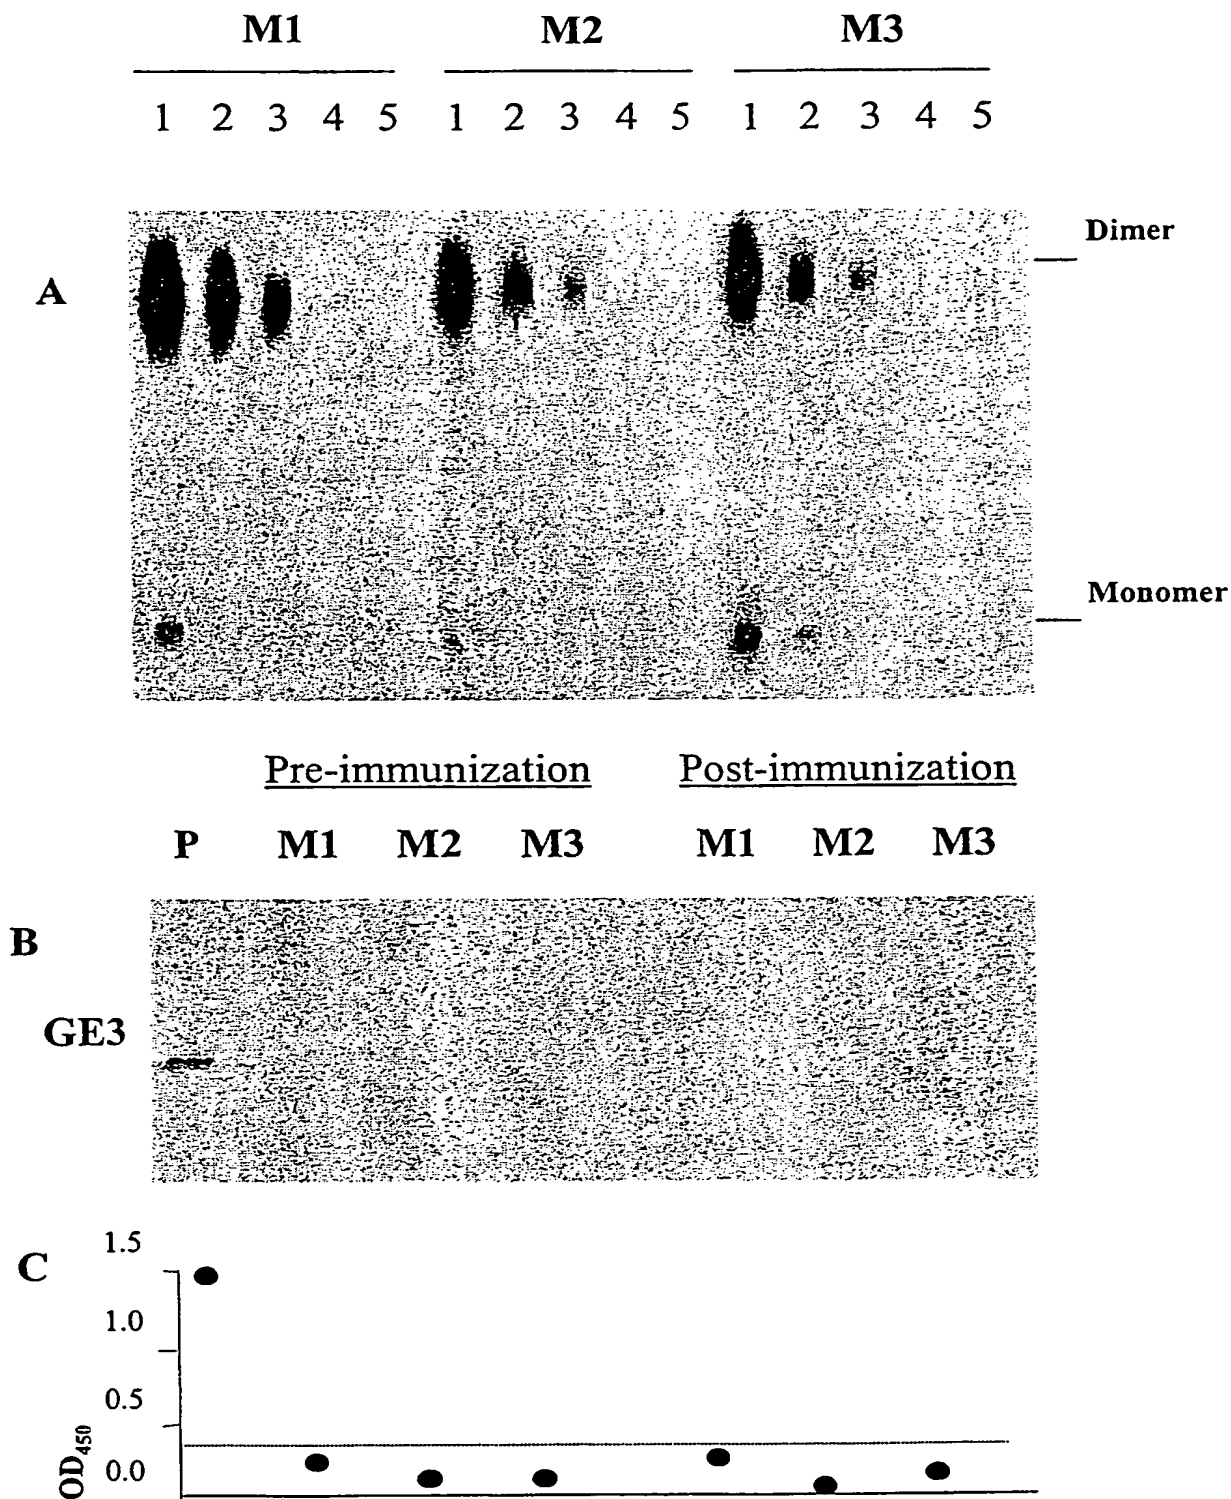 M1 M2 M3
1 2 3 4 5 1 2 3 4 5 1 2 3 4 5
Dimer
A
Monomer
Pre-immunization Post-immunization
P M1 M2 M3 M1 M2 M3
B
GE3
C
1.5
1.0
0.5
0.0
OD450